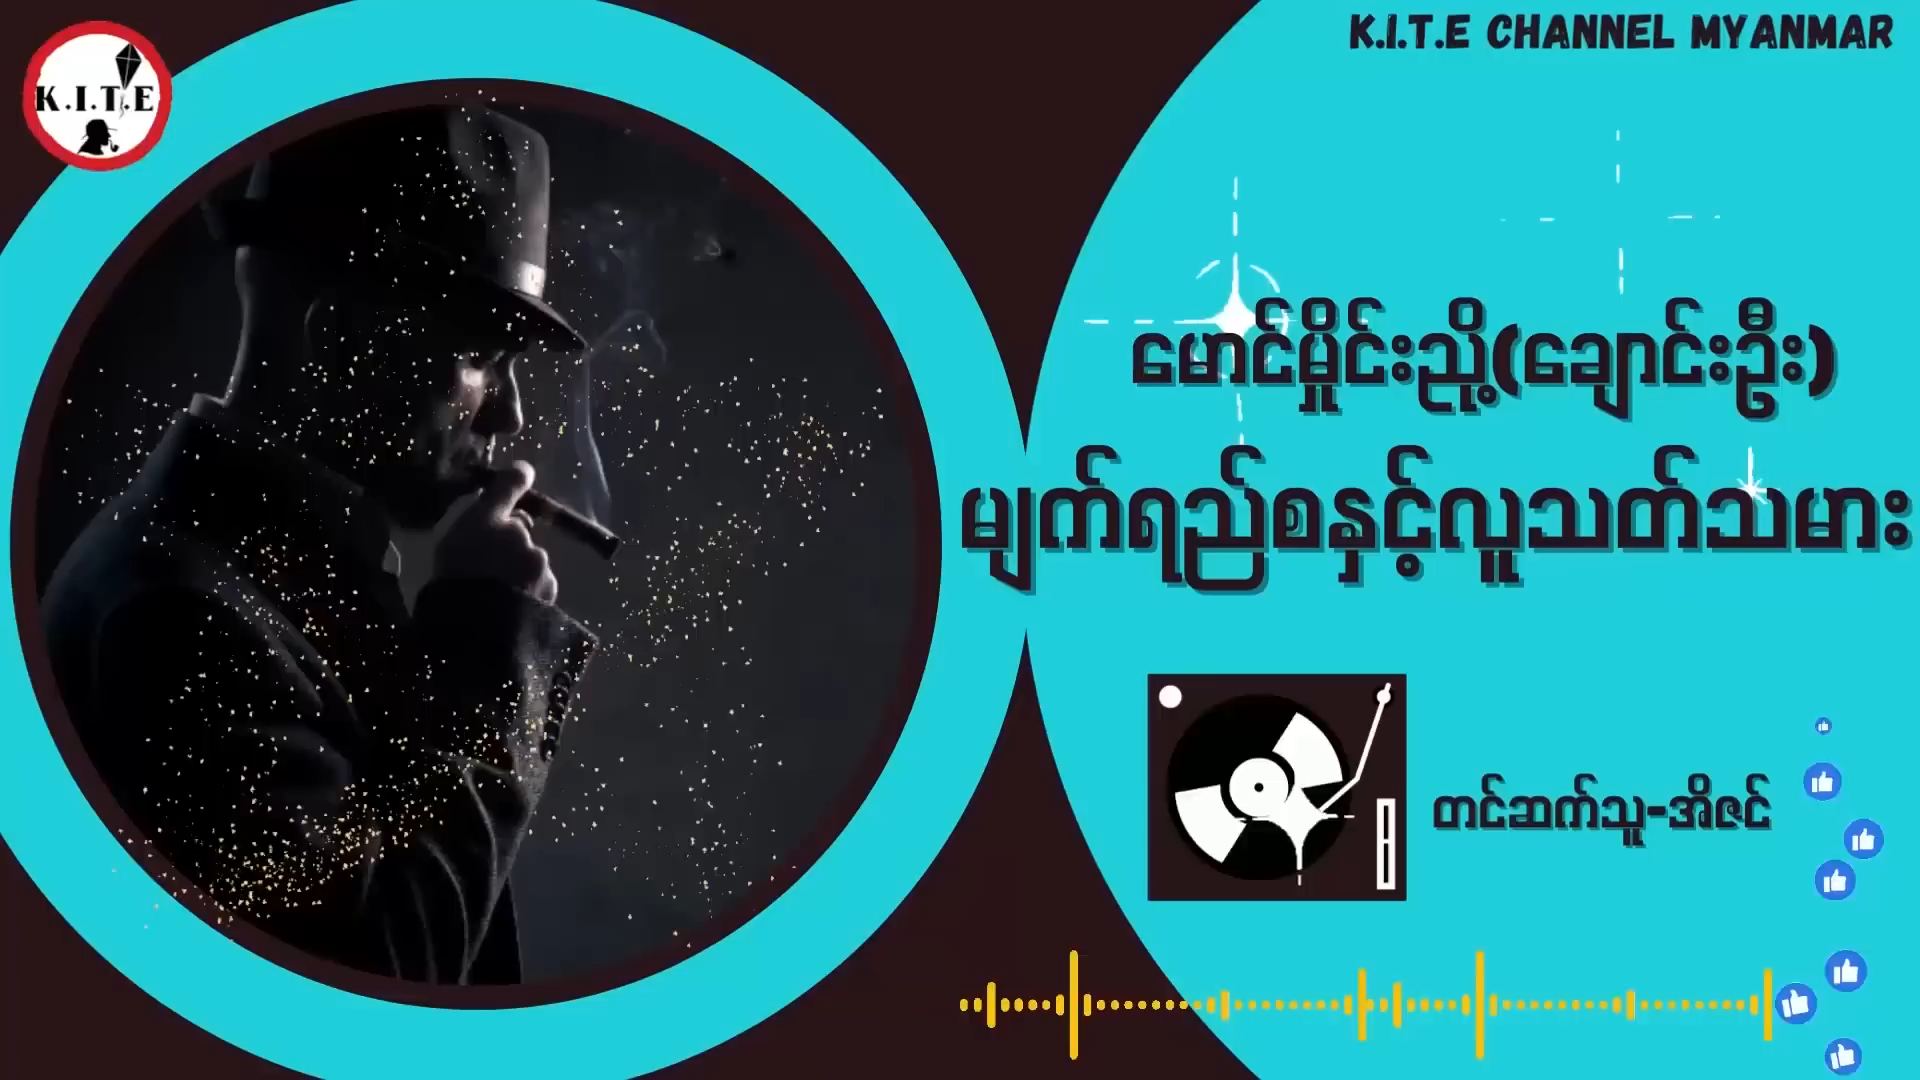 K.I.T.E CHANNEL MYANMAR
K.I.T.E
မောင်မှိုင်းညို့(ချောင်းဦး)
မျက်ရည်စနှင့်လူသတ်သမား
တင်ဆက်သူ-အိဇင်